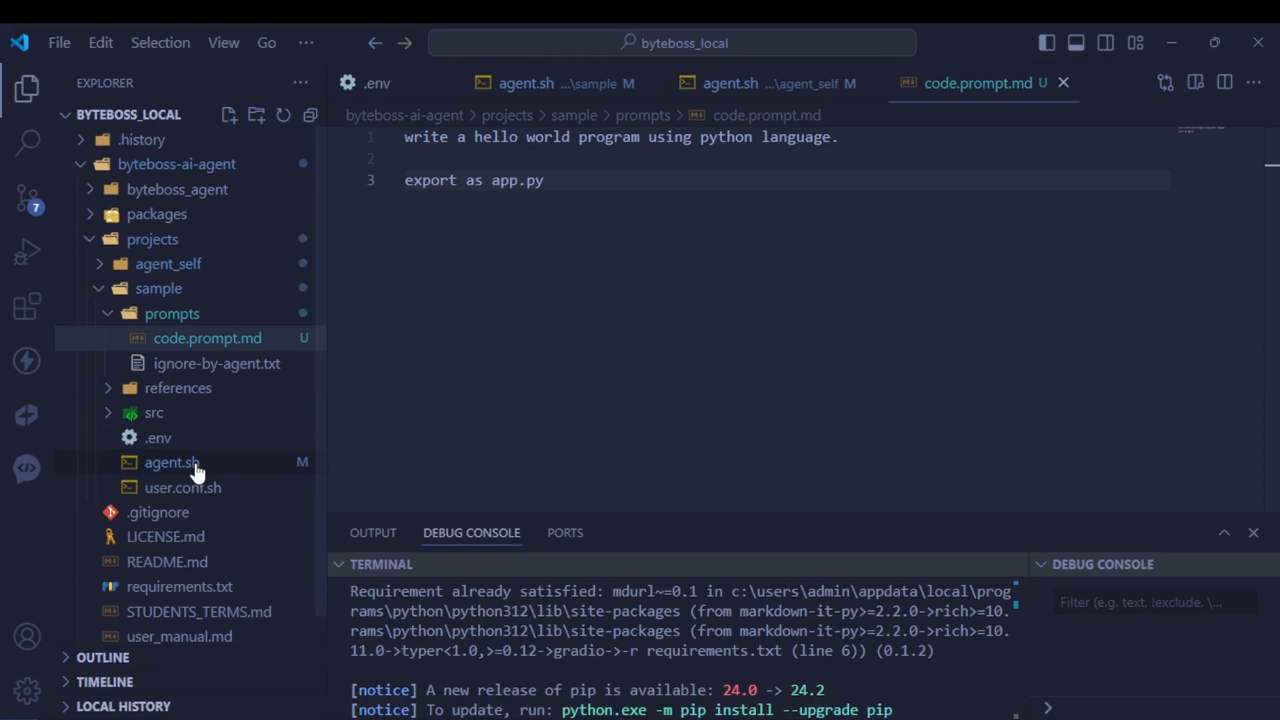 File Edit Selection View Go ··· byteboss_local
EXPLORER ···
BYTEBOSS_LOCAL
.history
byteboss-ai-agent
byteboss_agent
packages
projects
agent_self
sample
prompts
code.prompt.md U
ignore-by-agent.txt
references
src
.env
agent.sh M
user.conf.sh
.gitignore
LICENSE.md
README.md
requirements.txt
STUDENTS_TERMS.md
user_manual.md
OUTLINE
TIMELINE
LOCAL HISTORY
7
.env agent.sh ...\sample M agent.sh ...\agent_self M code.prompt.md U
byteboss-ai-agent > projects > sample > prompts > code.prompt.md
1 write a hello world program using python language.
2
3 export as app.py
OUTPUT DEBUG CONSOLE PORTS
TERMINAL
Requirement already satisfied: mdurl~=0.1 in c:\users\admin\appdata\local\prog
rams\python\python312\lib\site-packages (from markdown-it-py>=2.2.0->rich>=10.
rams\python\python312\lib\site-packages (from markdown-it-py>=2.2.0->rich>=10.
11.0->typer<1.0,>=0.12->gradio->-r requirements.txt (line 6)) (0.1.2)
[notice] A new release of pip is available: 24.0 -> 24.2
[notice] To update, run: python.exe -m pip install --upgrade pip
DEBUG CONSOLE
Filter (e.g. text, !exclude, \...